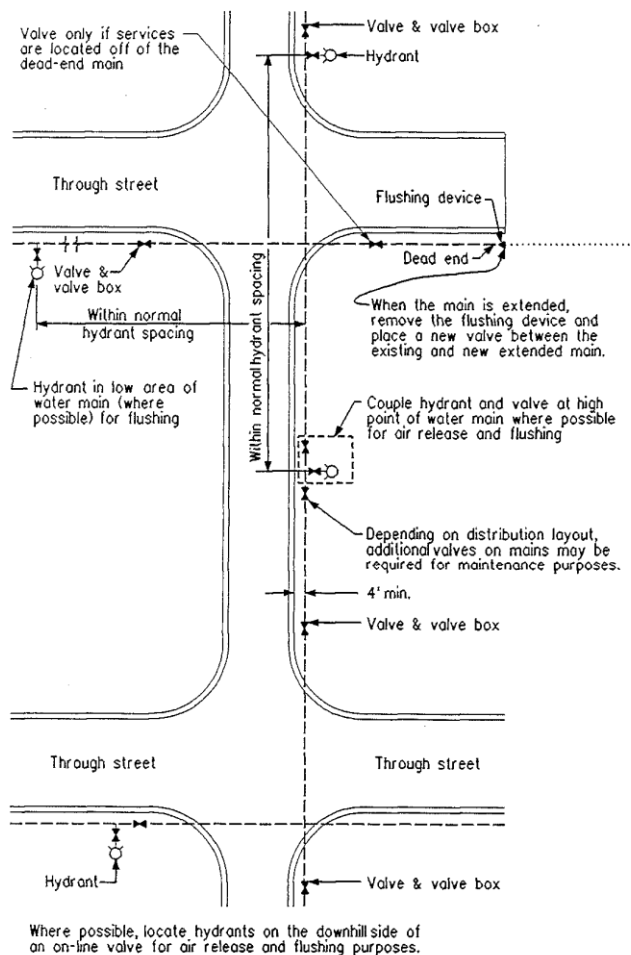 Valve & valve box
Valve only if services
are located off of the
dead-end main
Hydrant
Through street
Flushing device
Dead end
Valve &
valve box
Within normal
hydrant spacing
Within normal hydrant spacing
When the main is extended,
remove the flushing device and
place a new valve between the
existing and new extended main.
Hydrant in low area of
water main (where
possible) for flushing
Couple hydrant and valve at high
point of water main where possible
for air release and flushing
Depending on distribution layout,
additional valves on mains may be
required for maintenance purposes.
4' min.
Valve & valve box
Through street
Through street
Hydrant
Valve & valve box
Where possible, locate hydrants on the downhill side of
an on-line valve for air release and flushing purposes.